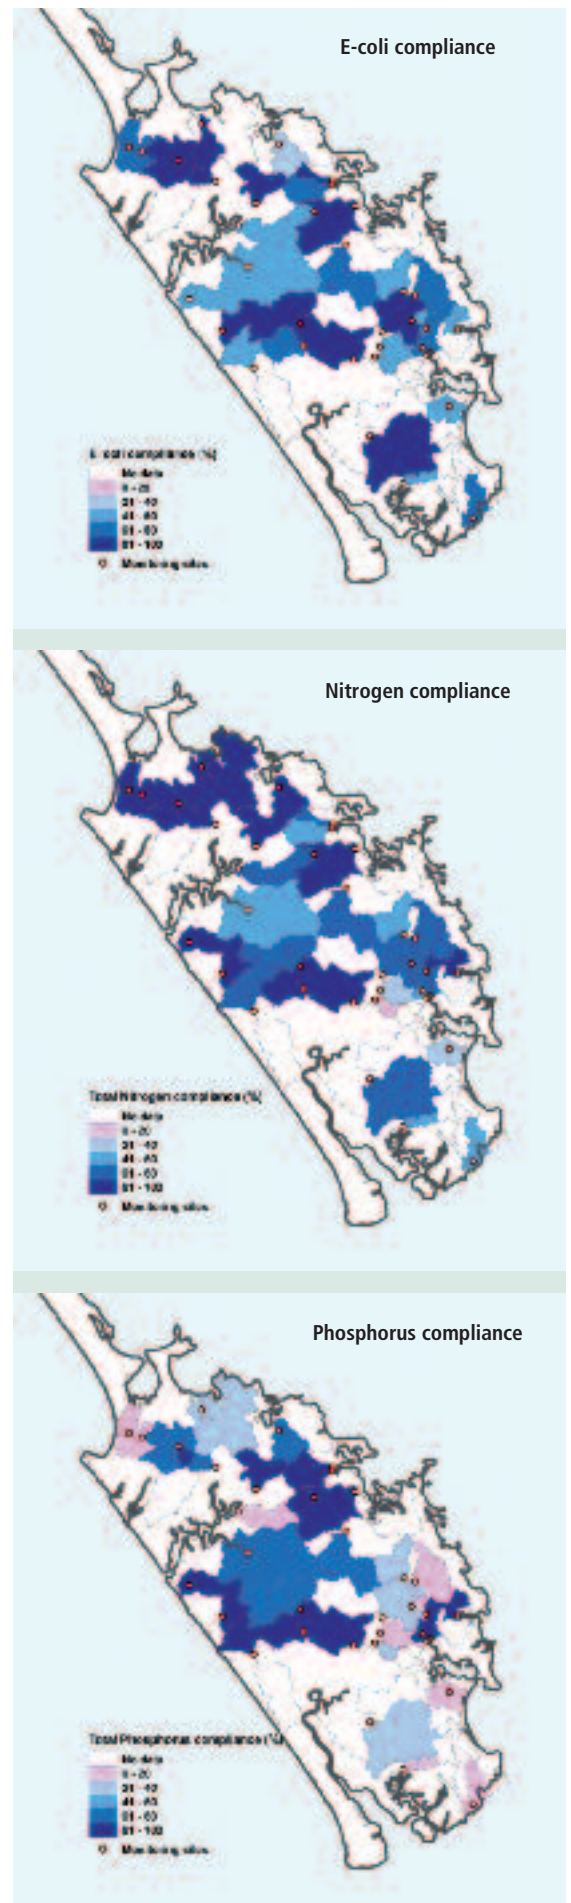 E-coli compliance
E. coli compliance (%)
No data
0 - 20
21 - 40
41 - 60
61 - 80
81 - 100
Monitoring sites
Nitrogen compliance
Total Nitrogen compliance (%)
No data
0 - 20
21 - 40
41 - 60
61 - 80
81 - 100
Monitoring sites
Phosphorus compliance
Total Phosphorus compliance (%)
No data
0 - 20
21 - 40
41 - 60
61 - 80
81 - 100
Monitoring sites